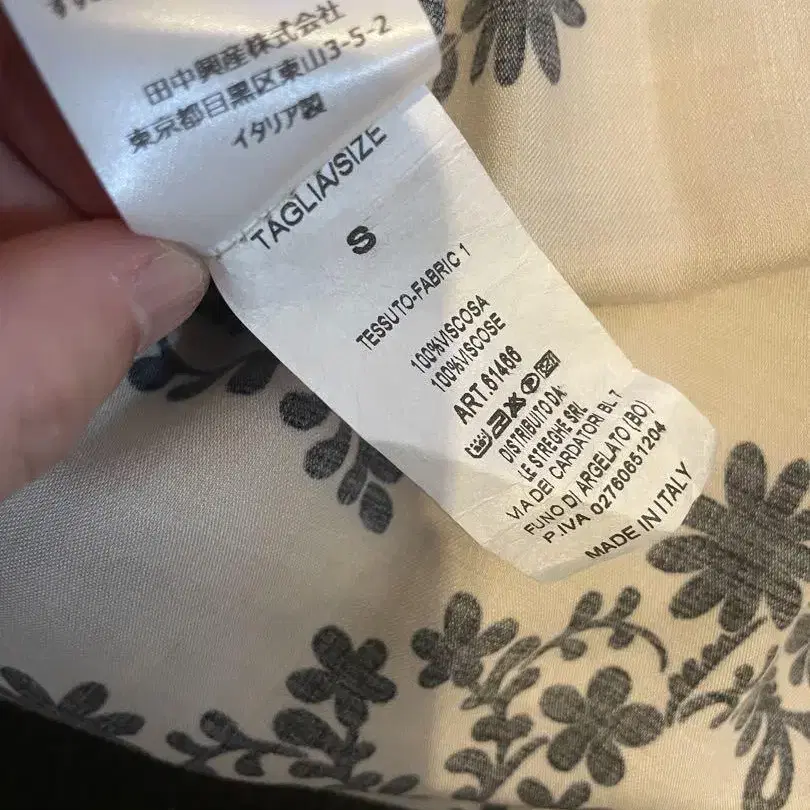 田中興産株式会社
東京都目黒区東山3-5-2
イタリア製
TAGLIA/SIZE
S
TESSUTO-FABRIC 1
100%VISCOSA
100%VISCOSE
ART.61466
DISTRIBUITO DA:
LE STREGHE SRL
VIA DEI CARDATORI BL.7
FUNO DI ARGELATO (BO)
P.IVA 02760651204
MADE IN ITALY